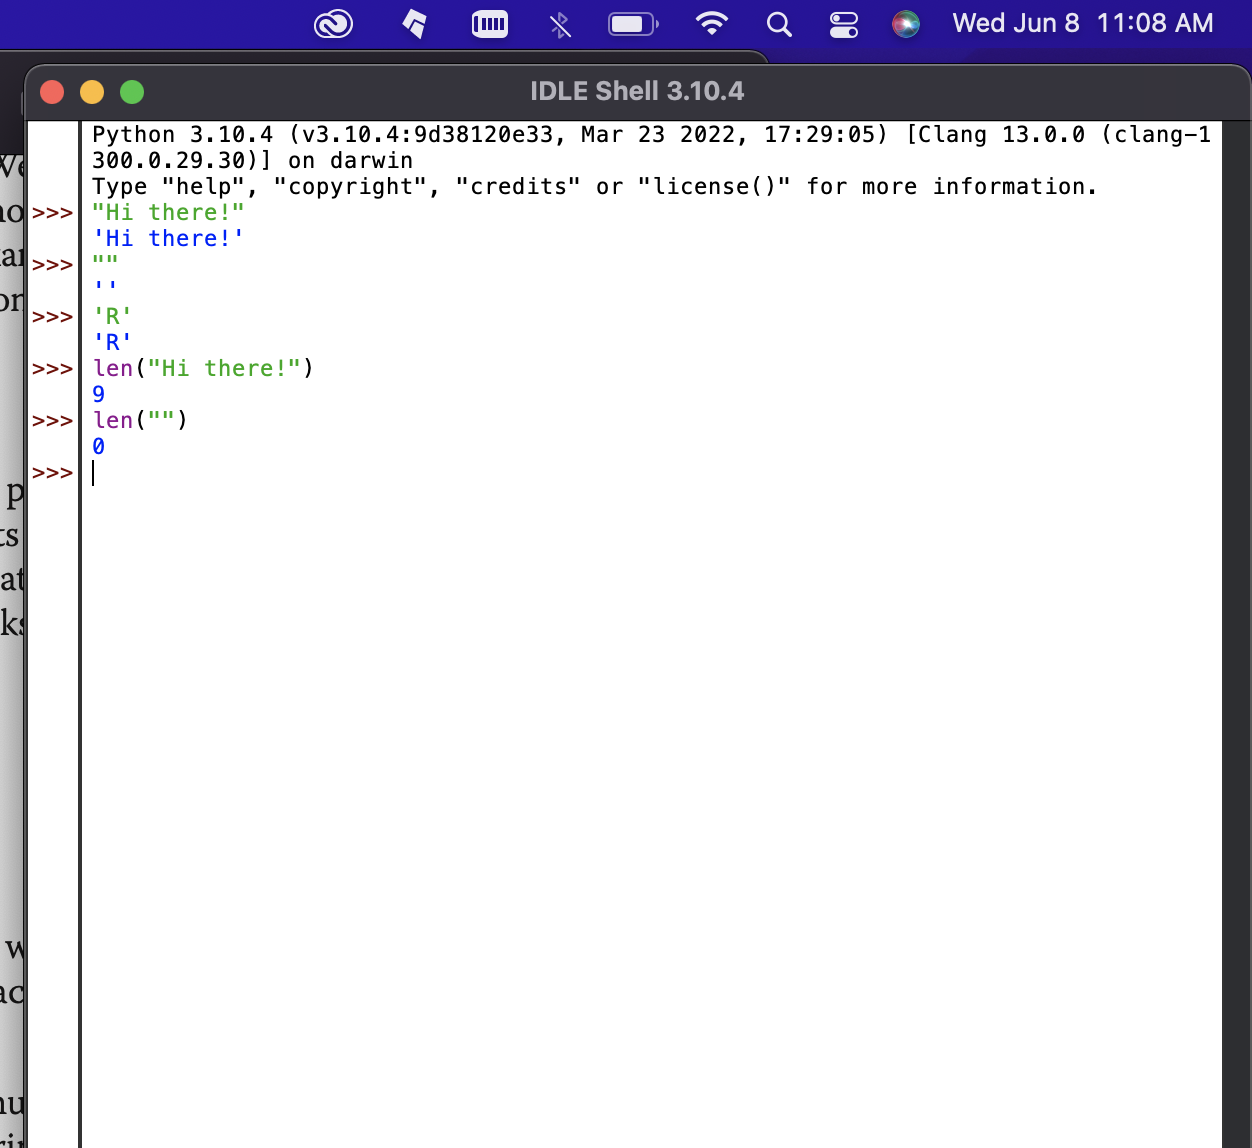 Wed Jun 8 11:08 AM
IDLE Shell 3.10.4
Python 3.10.4 (v3.10.4:9d38120e33, Mar 23 2022, 17:29:05) [Clang 13.0.0 (clang-1
300.0.29.30)] on darwin
Type "help", "copyright", "credits" or "license()" for more information.
>>> "Hi there!"
'Hi there!'
>>> ""
''
>>> 'R'
'R'
>>> len("Hi there!")
9
>>> len("")
0
>>>